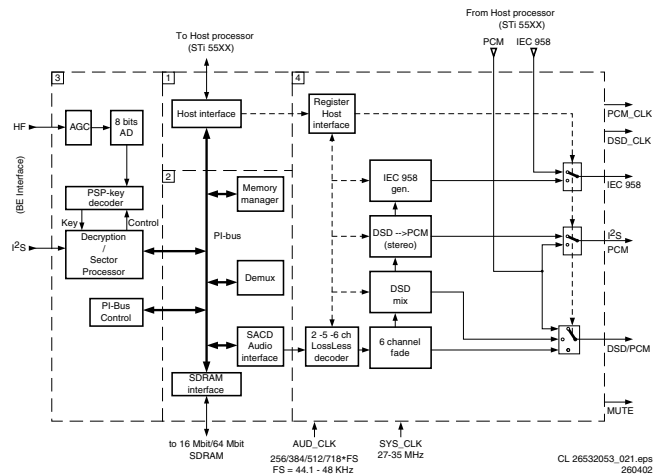 From Host processor
(STi 55XX)
To Host processor
(STi 55XX)
PCM
IEC 958
3
1
4
HF
AGC
8 bits
AD
Host interface
Register
Host
interface
PCM_CLK
DSD_CLK
(BE Interface)
2
PSP-key
decoder
Memory
manager
IEC 958
gen.
IEC 958
Key
Control
PI-bus
I2S
Decryption
/
Sector
Processor
DSD -->PCM
(stereo)
I2S
PCM
PI-Bus
Control
Demux
DSD
mix
SACD
Audio
interface
2 -5 -6 ch
LossLess
decoder
6 channel
fade
DSD/PCM
SDRAM
interface
MUTE
to 16 Mbit/64 Mbit
SDRAM
AUD_CLK
256/384/512/718*FS
FS = 44.1 - 48 KHz
SYS_CLK
27-35 MHz
CL 26532053_021.eps
260402